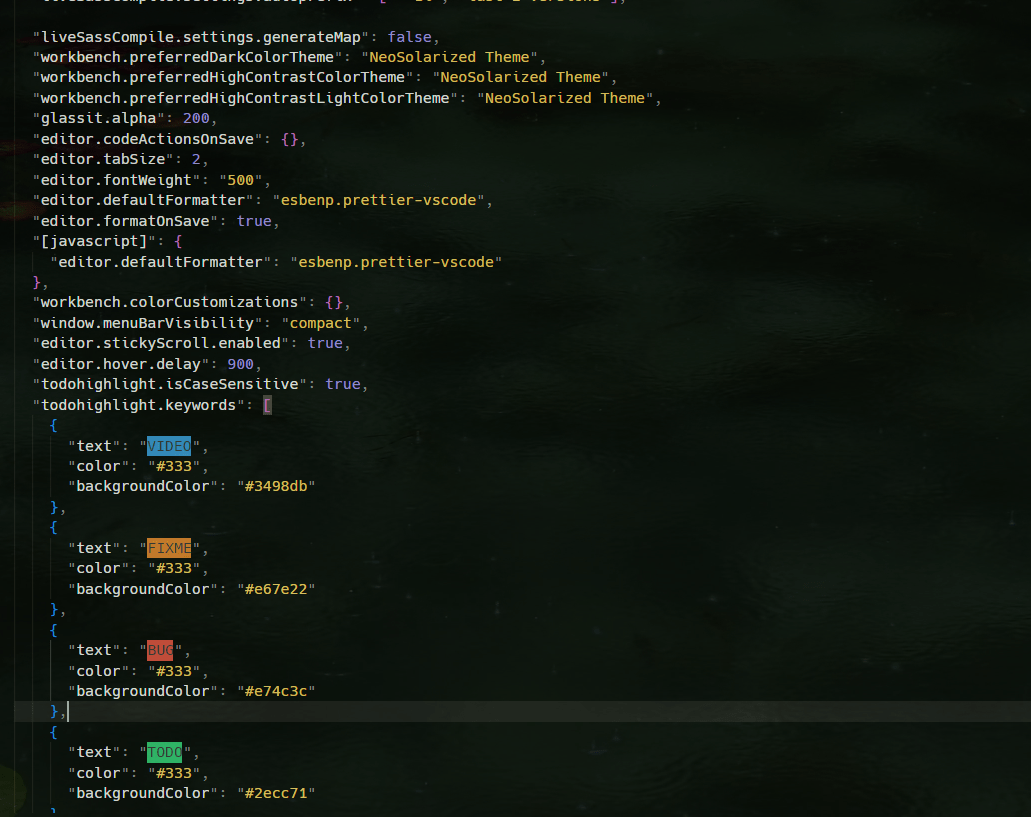 "liveSassCompile.settings.generateMap": false,
"workbench.preferredDarkColorTheme": "NeoSolarized Theme",
"workbench.preferredHighContrastColorTheme": "NeoSolarized Theme",
"workbench.preferredHighContrastLightColorTheme": "NeoSolarized Theme",
"glassit.alpha": 200,
"editor.codeActionsOnSave": {},
"editor.tabSize": 2,
"editor.fontWeight": "500",
"editor.defaultFormatter": "esbenp.prettier-vscode",
"editor.formatOnSave": true,
"[javascript]": {
"editor.defaultFormatter": "esbenp.prettier-vscode"
},
"workbench.colorCustomizations": {},
"window.menuBarVisibility": "compact",
"editor.stickyScroll.enabled": true,
"editor.hover.delay": 900,
"todohighlight.isCaseSensitive": true,
"todohighlight.keywords": [
{
"text": "VIDEO",
"color": "#333",
"backgroundColor": "#3498db"
},
{
"text": "FIXME",
"color": "#333",
"backgroundColor": "#e67e22"
},
{
"text": "BUG",
"color": "#333",
"backgroundColor": "#e74c3c"
},
{
"text": "TODO",
"color": "#333",
"backgroundColor": "#2ecc71"